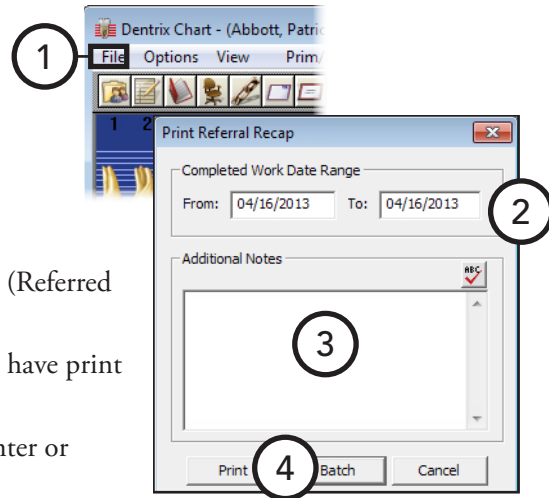 Dentrix Chart - (Abbott, Patri
1
File Options View Prim/
1 2
Print Referral Recap
Completed Work Date Range
From: 04/16/2013 To: 04/16/2013
2
(Referred
Additional Notes
ABC
3
have print
nter or
Print
4
Batch
Cancel